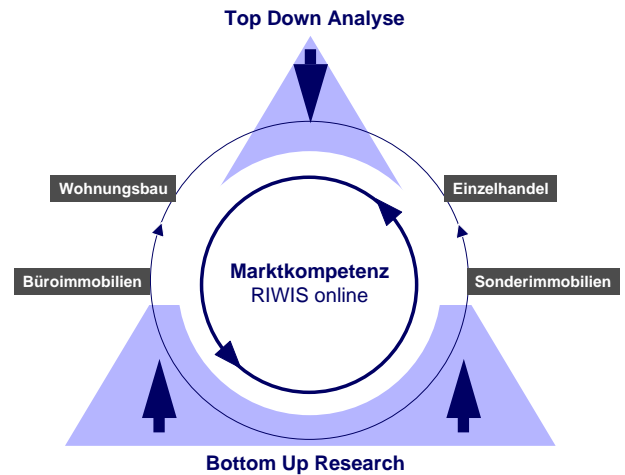 Top Down Analyse
Wohnungsbau
Einzelhandel
Marktkompetenz
RIWIS online
Büroimmobilien
Sonderimmobilien
Bottom Up Research